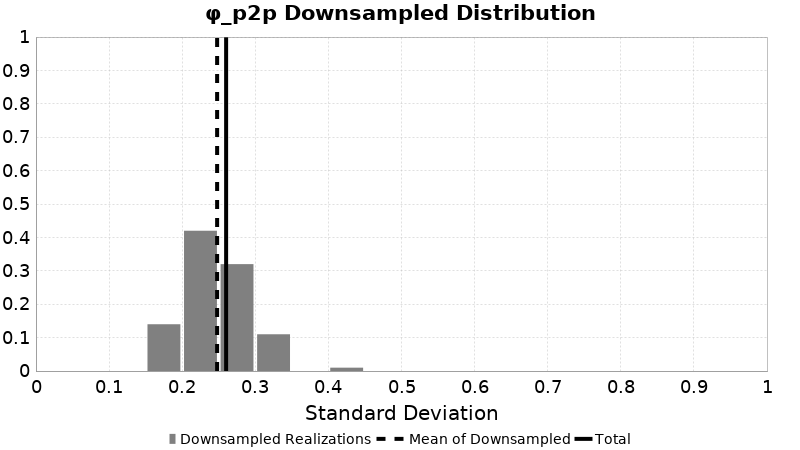 φ_p2p Downsampled Distribution
1
0.9
0.8
0.7
0.6
0.5
0.4
0.3
0.2
0.1
0
0 0.1 0.2 0.3 0.4 0.5 0.6 0.7 0.8 0.9 1
Standard Deviation
Downsampled Realizations Mean of Downsampled Total